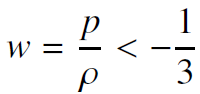 w = p/ρ < −1/3